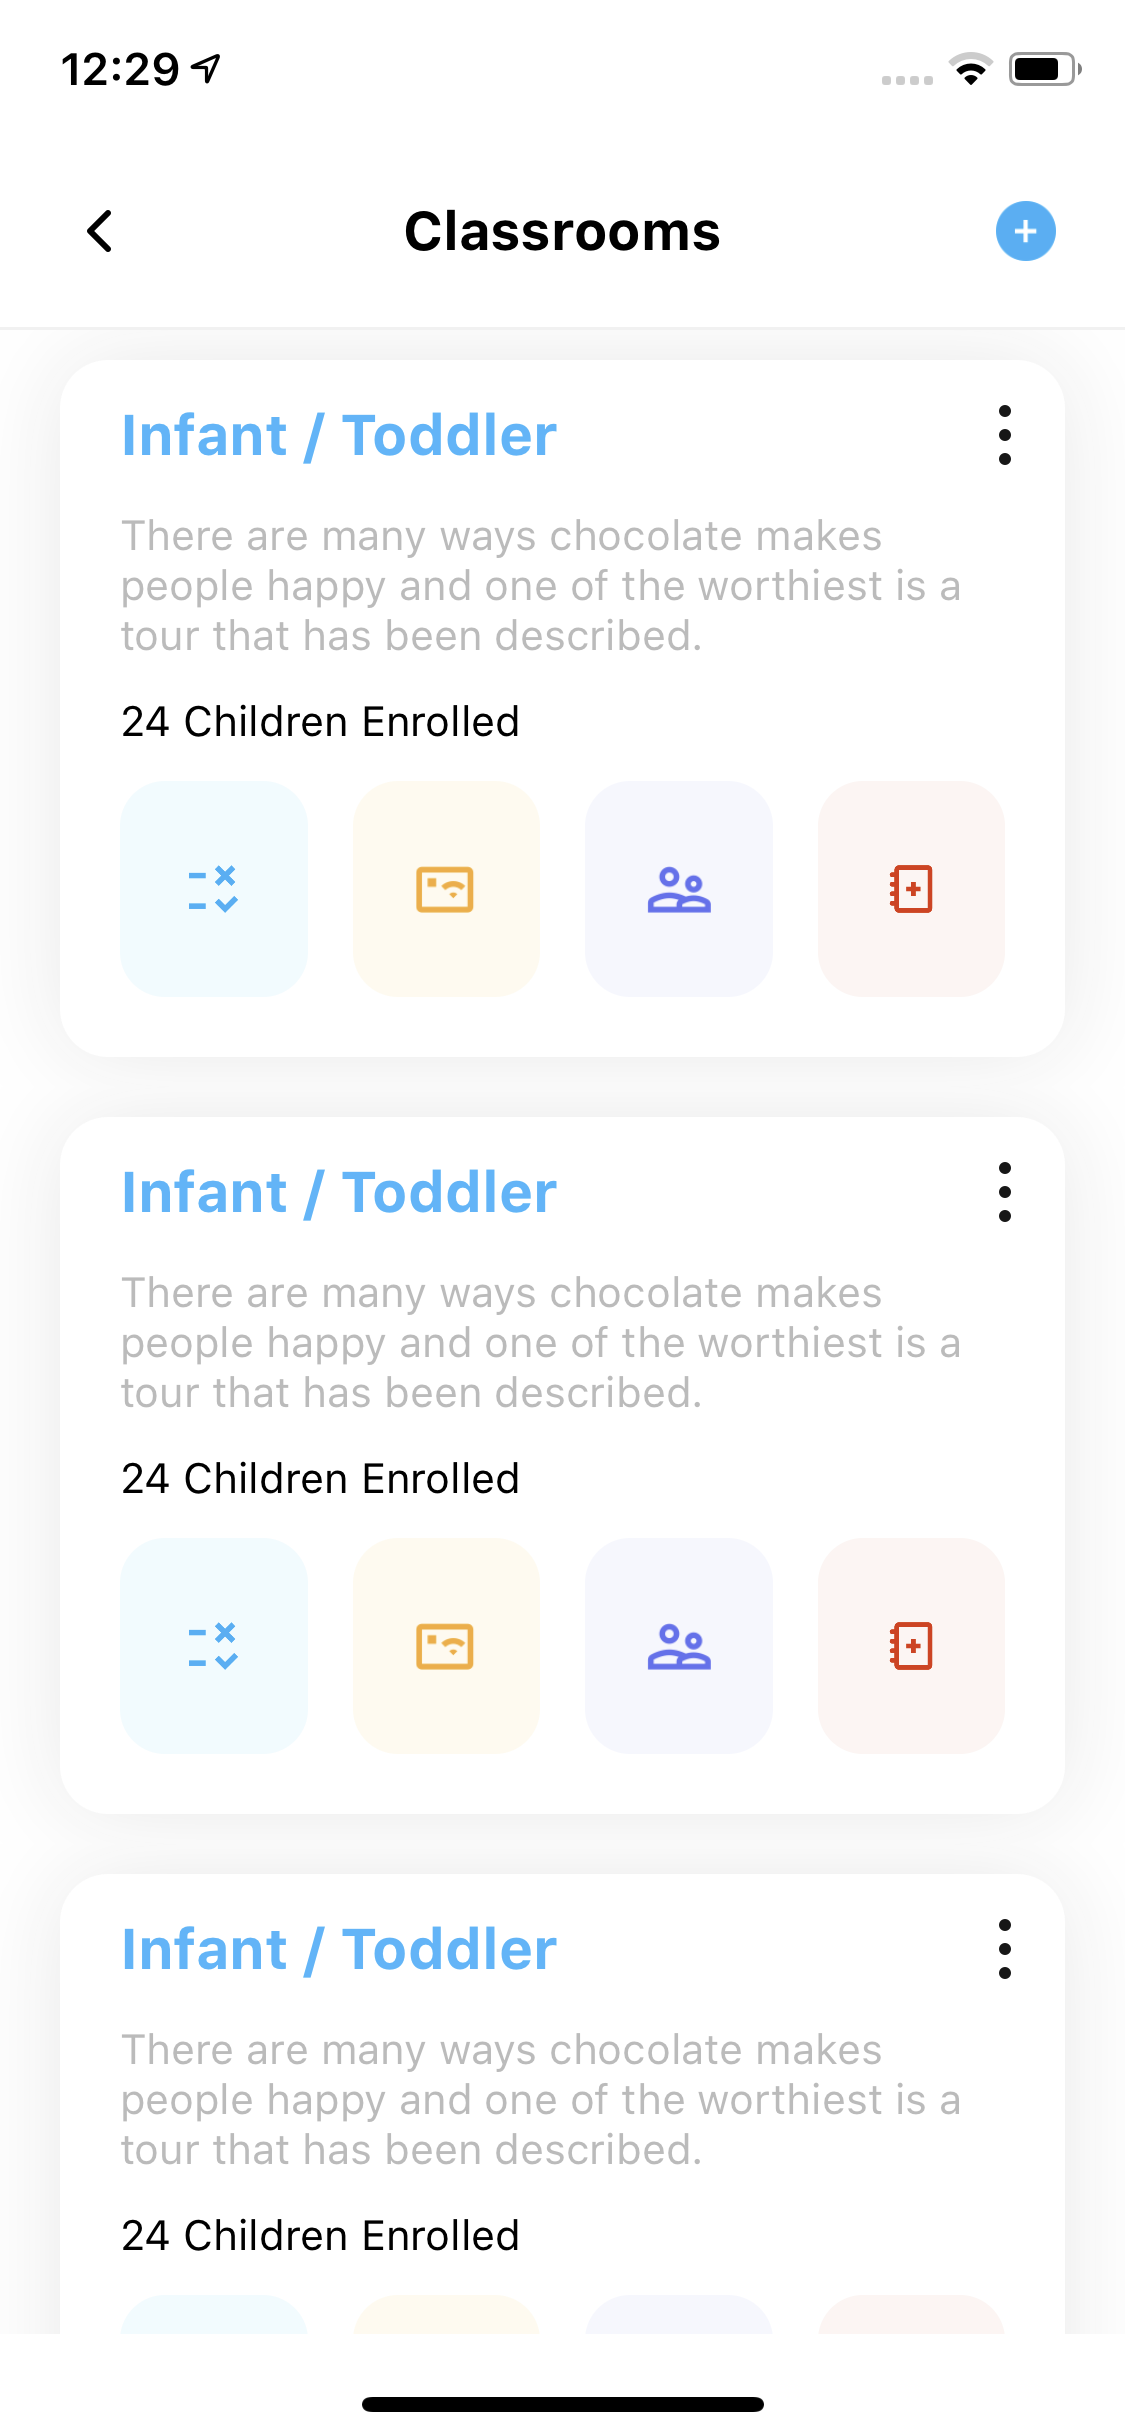 12:29
Classrooms
Infant / Toddler
There are many ways chocolate makes
people happy and one of the worthiest is a
tour that has been described.
24 Children Enrolled
Infant / Toddler
There are many ways chocolate makes
people happy and one of the worthiest is a
tour that has been described.
24 Children Enrolled
Infant / Toddler
There are many ways chocolate makes
people happy and one of the worthiest is a
tour that has been described.
24 Children Enrolled